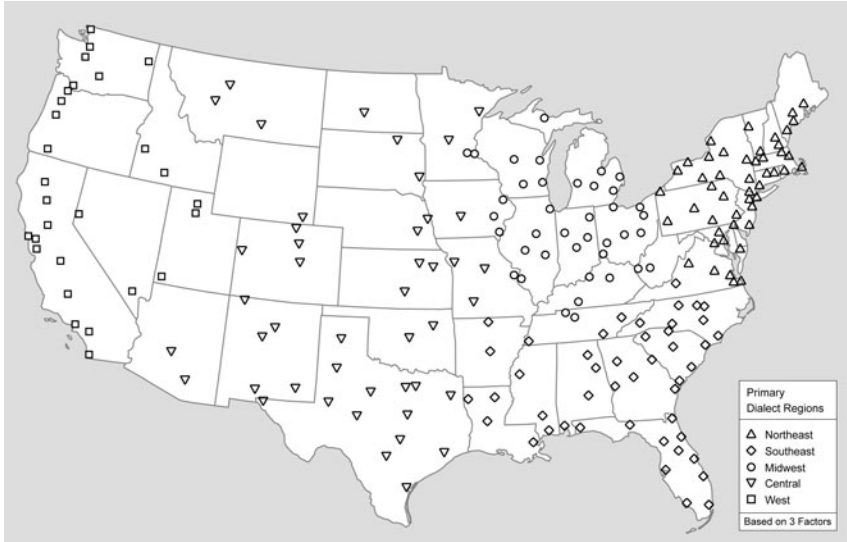 Primary
Dialect Regions
Northeast
Southeast
Midwest
Central
West
Based on 3 Factors